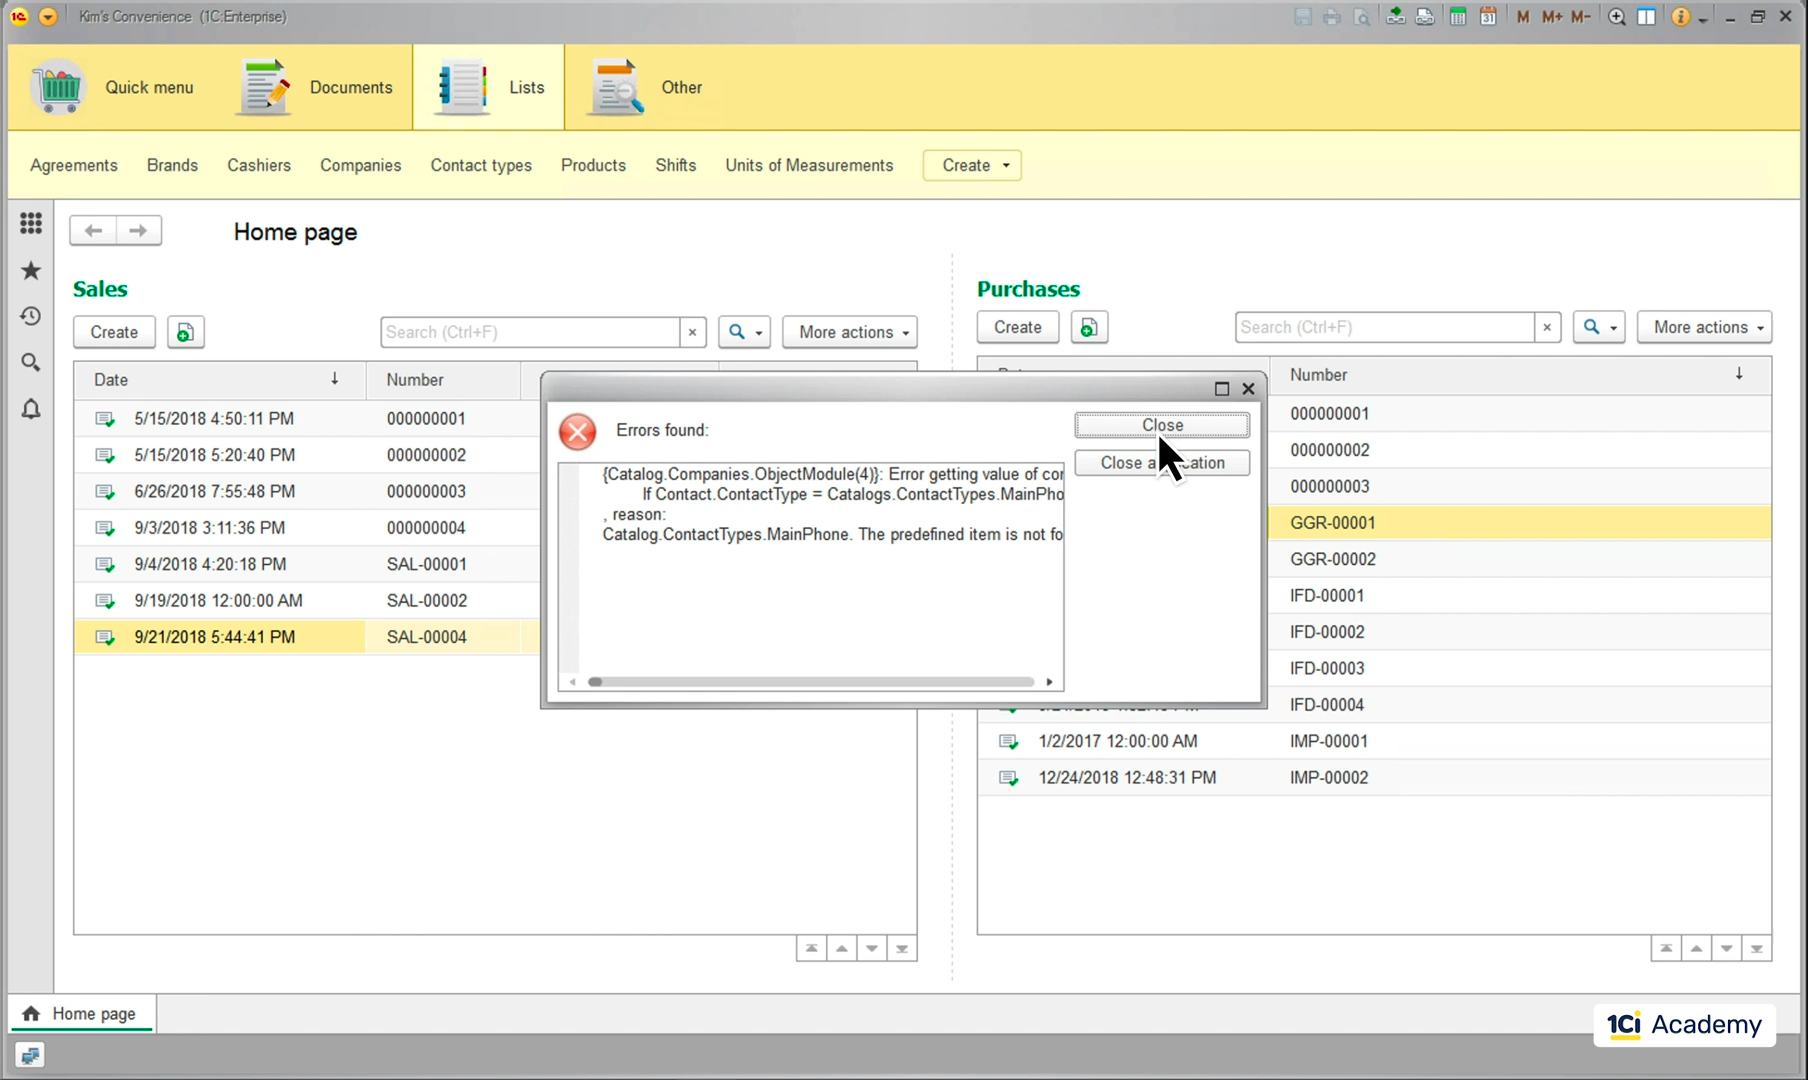 Kim's Convenience (1C:Enterprise)
M M+ M-
Quick menu
Documents
Lists
Other
Agreements Brands Cashiers Companies Contact types Products Shifts Units of Measurements Create
Home page
Sales
Create
Search (Ctrl+F)
More actions
Date Number
5/15/2018 4:50:11 PM 000000001
5/15/2018 5:20:40 PM 000000002
6/26/2018 7:55:48 PM 000000003
9/3/2018 3:11:36 PM 000000004
9/4/2018 4:20:18 PM SAL-00001
9/19/2018 12:00:00 AM SAL-00002
9/21/2018 5:44:41 PM SAL-00004
Purchases
Create
Search (Ctrl+F)
More actions
Number
000000001
000000002
000000003
GGR-00001
GGR-00002
IFD-00001
IFD-00002
IFD-00003
IFD-00004
1/2/2017 12:00:00 AM IMP-00001
12/24/2018 12:48:31 PM IMP-00002
Errors found:
{Catalog.Companies.ObjectModule(4)}: Error getting value of cor
If Contact.ContactType = Catalogs.ContactTypes.MainPho
, reason:
Catalog.ContactTypes.MainPhone. The predefined item is not fo
Close
Close
Home page
1Ci Academy